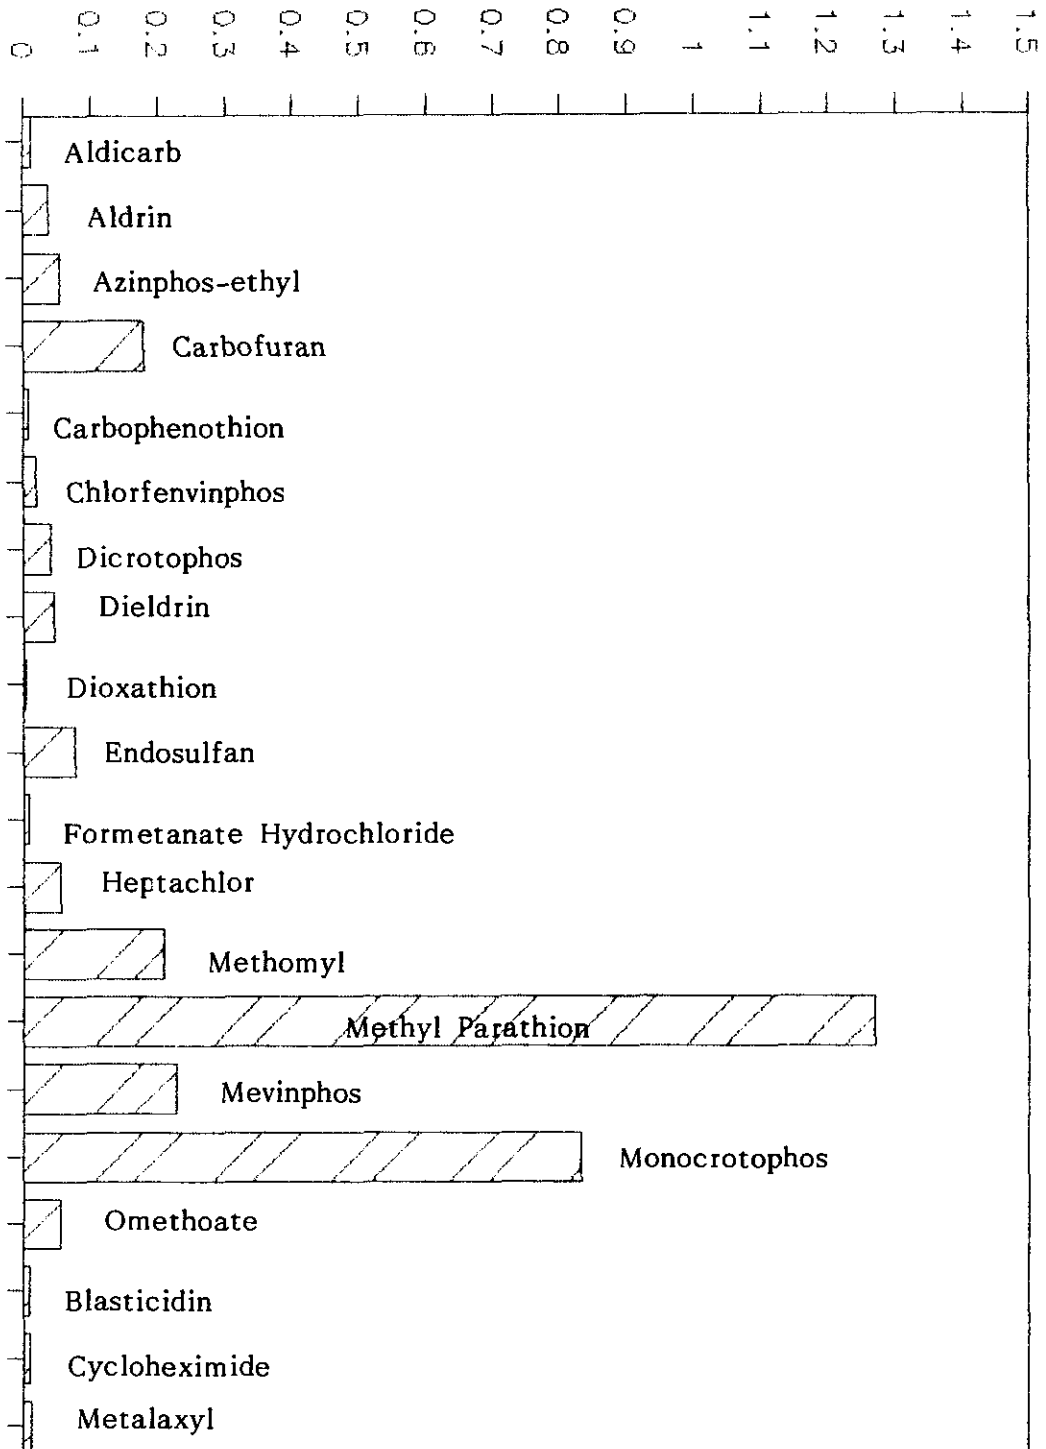 0
0.1
0.2
0.3
0.4
0.5
0.6
0.7
0.8
0.9
1
1.1
1.2
1.3
1.4
1.5
Aldicarb
Aldrin
Azinphos-ethyl
Carbofuran
Carbophenothion
Chlorfenvinphos
Dicrotophos
Dieldrin
Dioxathion
Endosulfan
Formetanate Hydrochloride
Heptachlor
Methomyl
Methyl Parathion
Mevinphos
Monocrotophos
Omethoate
Blasticidin
Cycloheximide
Metalaxyl